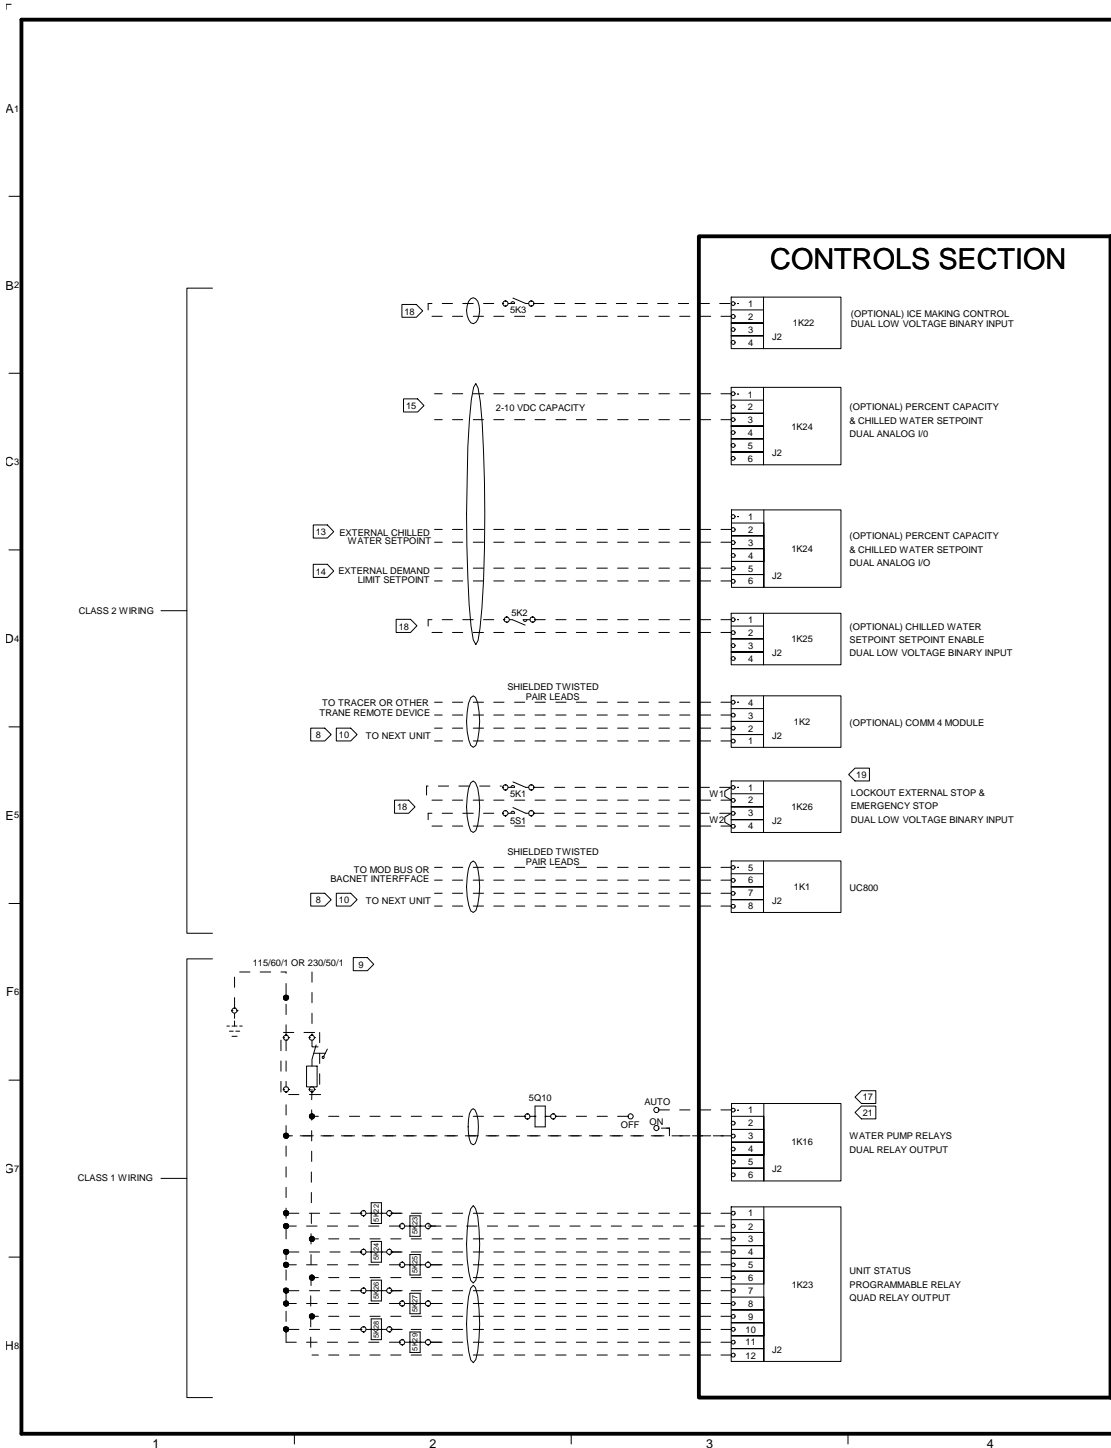 A1
B2
C3
D4
E5
F6
G7
H8
CONTROLS SECTION
18
5K3
1
2
3
4
1K22
J2
(OPTIONAL) ICE MAKING CONTROL
DUAL LOW VOLTAGE BINARY INPUT
15
2-10 VDC CAPACITY
1
2
3
4
5
6
1K24
J2
(OPTIONAL) PERCENT CAPACITY
& CHILLED WATER SETPOINT
DUAL ANALOG I/0
13
EXTERNAL CHILLED
WATER SETPOINT
14
EXTERNAL DEMAND
LIMIT SETPOINT
1
2
3
4
5
6
1K24
J2
(OPTIONAL) PERCENT CAPACITY
& CHILLED WATER SETPOINT
DUAL ANALOG I/O
CLASS 2 WIRING
18
5K2
1
2
3
4
1K25
J2
(OPTIONAL) CHILLED WATER
SETPOINT SETPOINT ENABLE
DUAL LOW VOLTAGE BINARY INPUT
SHIELDED TWISTED
PAIR LEADS
TO TRACER OR OTHER
TRANE REMOTE DEVICE
8
10
TO NEXT UNIT
4
3
2
1
1K2
J2
(OPTIONAL) COMM 4 MODULE
18
5K1
5S1
W1
W2
1
2
3
4
1K26
J2
19
LOCKOUT EXTERNAL STOP &
EMERGENCY STOP
DUAL LOW VOLTAGE BINARY INPUT
SHIELDED TWISTED
PAIR LEADS
TO MOD BUS OR
BACNET INTERFFACE
8
10
TO NEXT UNIT
5
6
7
8
1K1
J2
UC800
115/60/1 OR 230/50/1
9
5Q10
AUTO
OFF
ON
1
2
3
4
5
6
1K16
J2
17
21
WATER PUMP RELAYS
DUAL RELAY OUTPUT
CLASS 1 WIRING
5K22
5K23
5K24
5K25
5K26
5K27
5K28
5K29
1
2
3
4
5
6
7
8
9
10
11
12
1K23
J2
UNIT STATUS
PROGRAMMABLE RELAY
QUAD RELAY OUTPUT
1
2
3
4